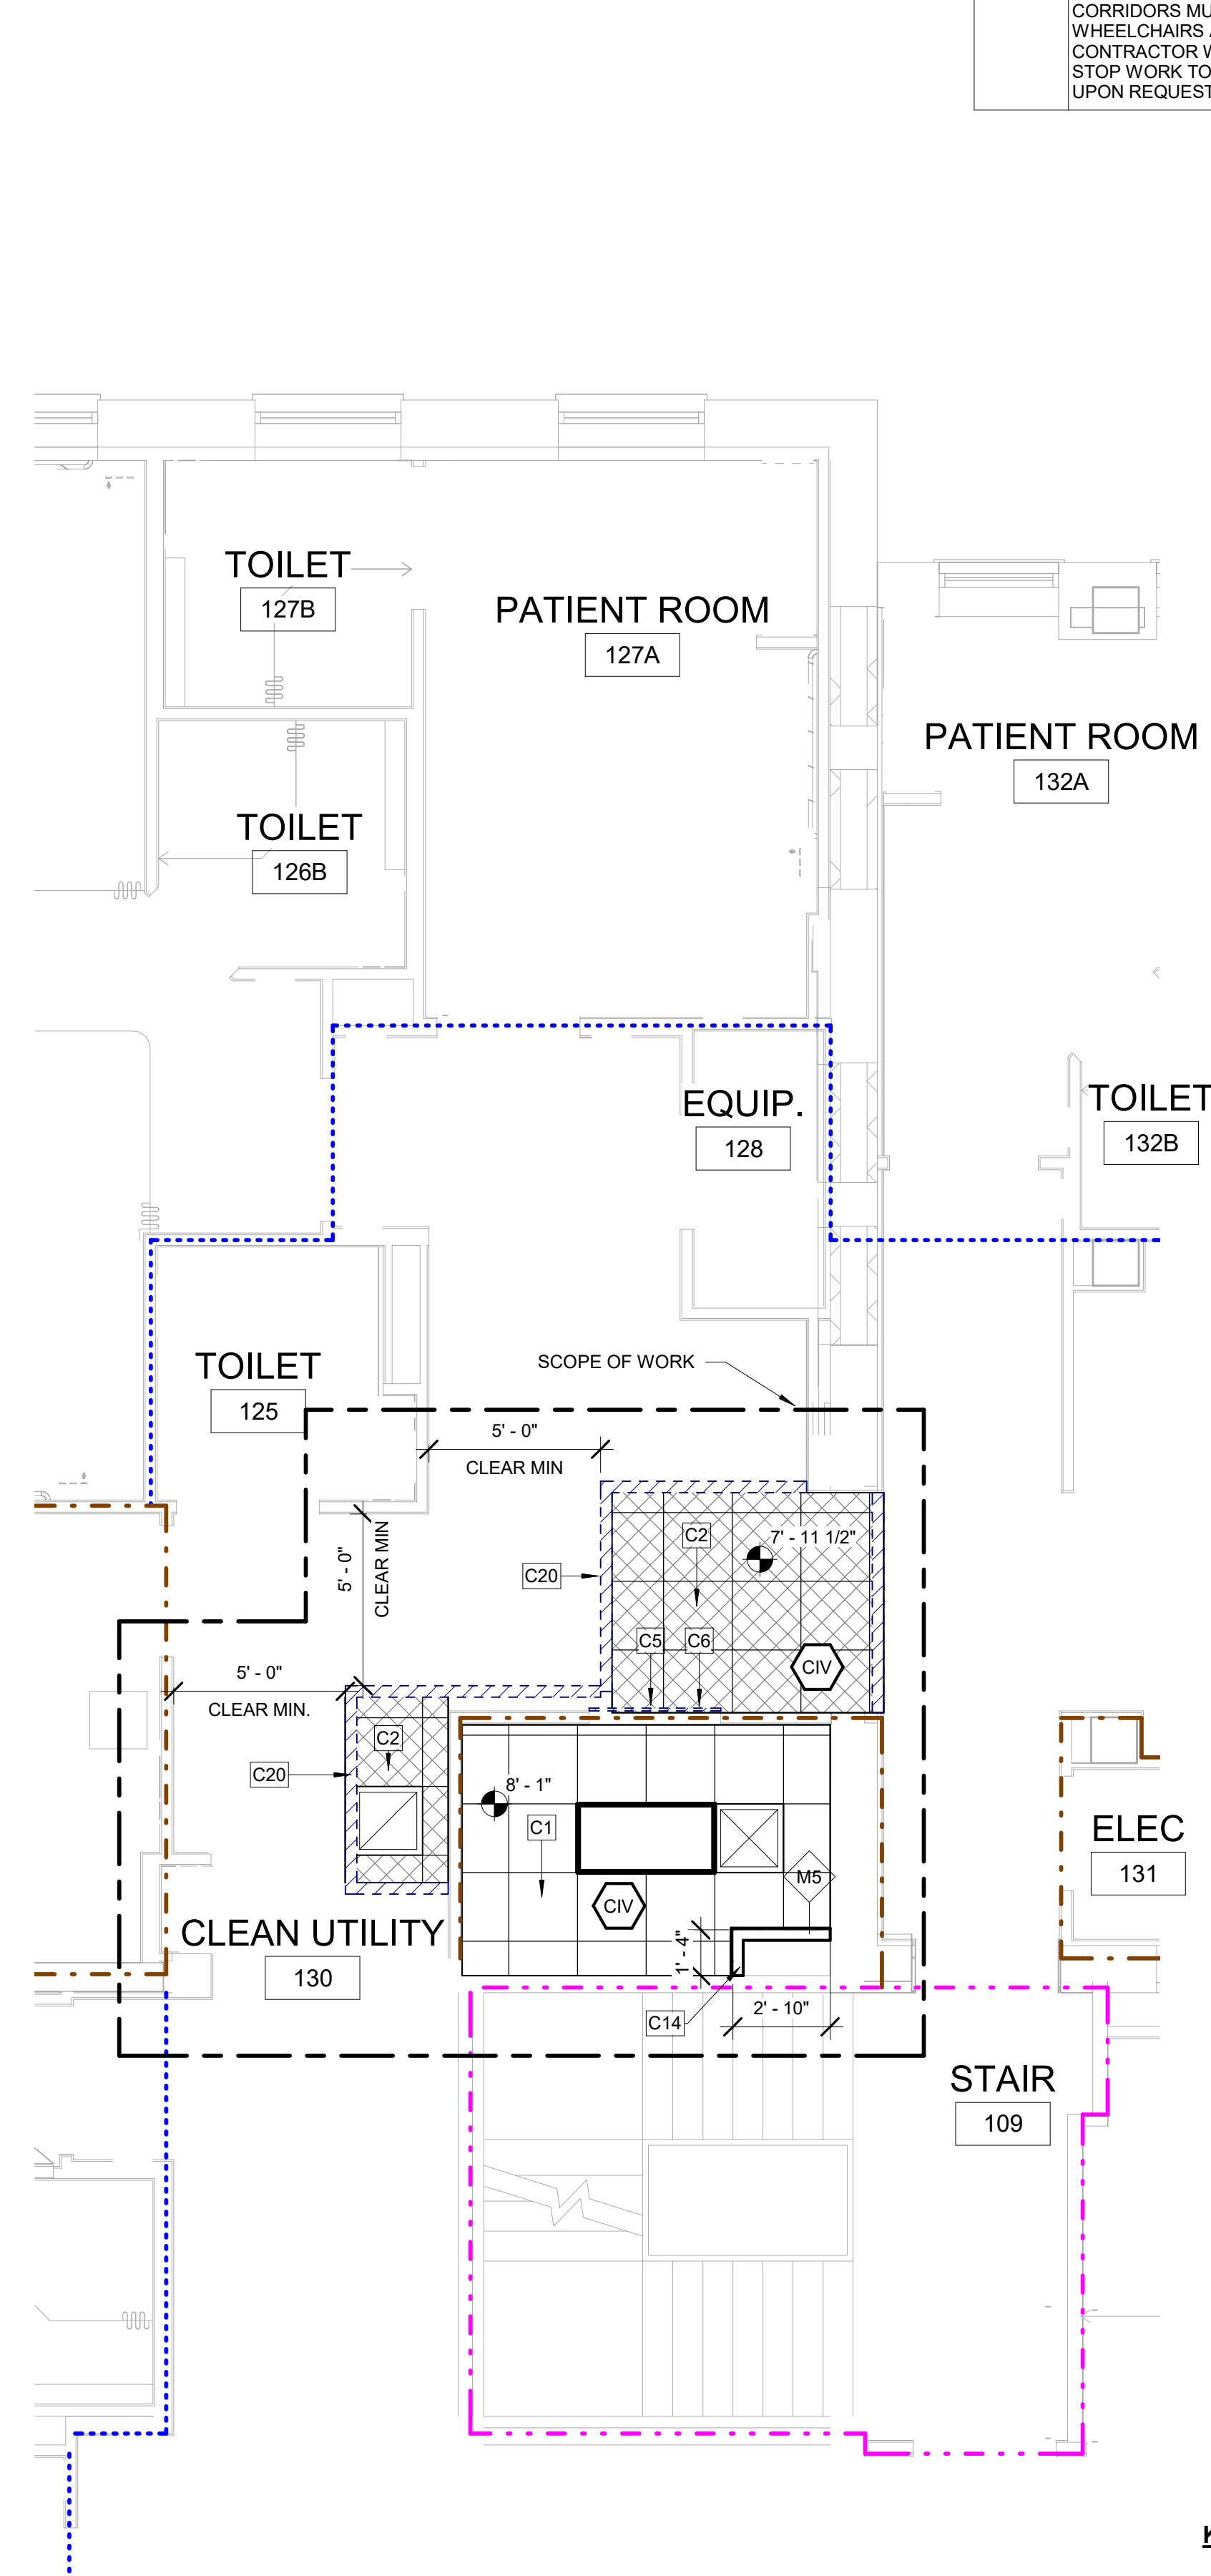 CORRIDORS MU
WHEELCHAIRS
CONTRACTOR W
STOP WORK TO
UPON REQUEST
TOILET
127B
PATIENT ROOM
127A
PATIENT ROOM
132A
TOILET
126B
EQUIP.
128
TOILET
132B
SCOPE OF WORK
TOILET
125
5' - 0"
CLEAR MIN
5' - 0"
CLEAR MIN
C2
7' - 11 1/2"
C20
C5
C6
CIV
5' - 0"
CLEAR MIN.
C2
C20
8' - 1"
C1
M5
CIV
ELEC
131
CLEAN UTILITY
130
1' - 4"
C14
2' - 10"
STAIR
109